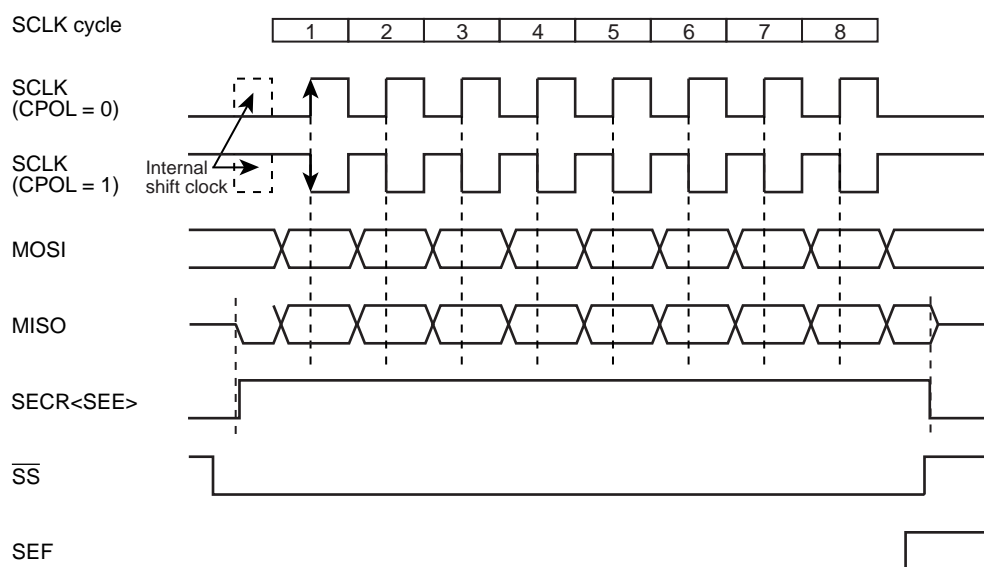 SCLK cycle
1 2 3 4 5 6 7 8
SCLK
(CPOL = 0)
Internal
shift clock
SCLK
(CPOL = 1)
MOSI
MISO
SECR<SEE>
SS
SEF